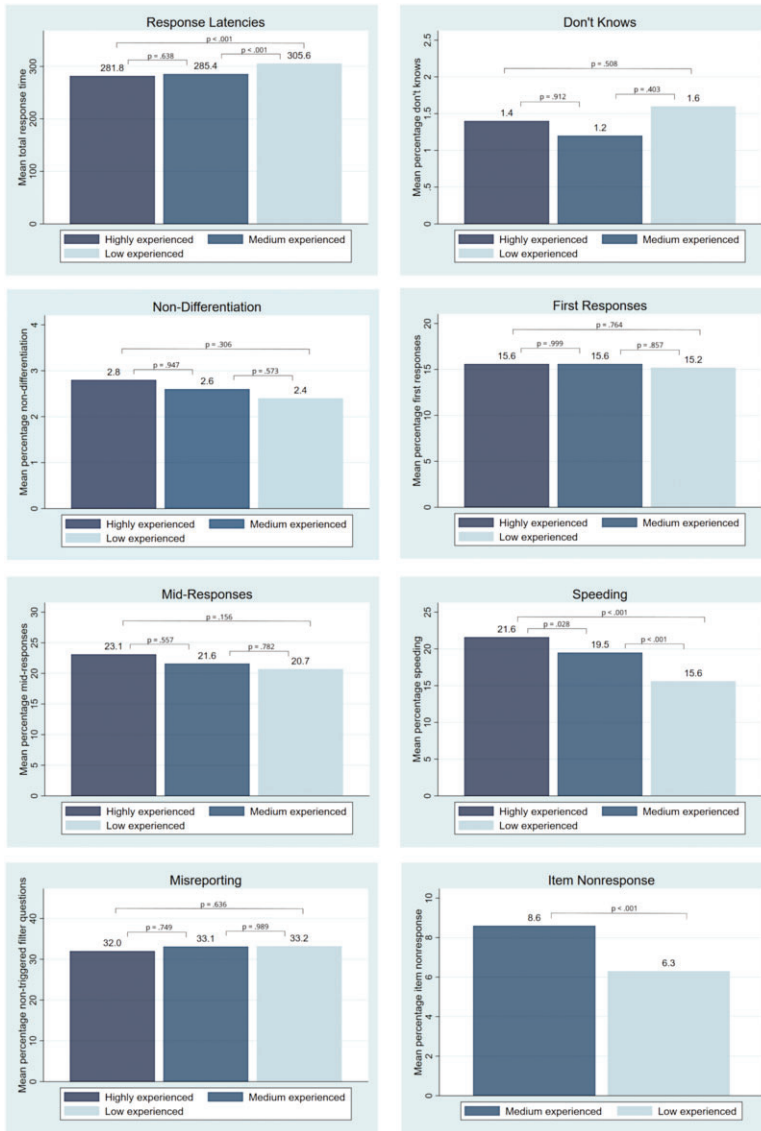 Response Latencies
Mean total response time
0
100
200
300
p < .001
p = .638
p < .001
281.8
285.4
305.6
Highly experienced
Medium experienced
Low experienced
Don't Knows
Mean percentage don't knows
0
.5
1
1.5
2
2.5
p = .508
p = .912
p = .403
1.4
1.2
1.6
Highly experienced
Medium experienced
Low experienced
Non-Differentiation
Mean percentage non-differentiation
0
1
2
3
4
p = .306
p = .947
p = .573
2.8
2.6
2.4
Highly experienced
Medium experienced
Low experienced
First Responses
Mean percentage first responses
0
5
10
15
20
p = .764
p = .999
p = .857
15.6
15.6
15.2
Highly experienced
Medium experienced
Low experienced
Mid-Responses
Mean percentage mid-responses
0
5
10
15
20
25
30
p = .156
p = .557
p = .782
23.1
21.6
20.7
Highly experienced
Medium experienced
Low experienced
Speeding
Mean percentage speeding
0
5
10
15
20
25
p < .001
p = .028
p < .001
21.6
19.5
15.6
Highly experienced
Medium experienced
Low experienced
Misreporting
Mean percentage non-triggered filter questions
0
10
20
30
40
p = .636
p = .749
p = .989
32.0
33.1
33.2
Highly experienced
Medium experienced
Low experienced
Item Nonresponse
Mean percentage item nonresponse
0
2
4
6
8
10
p < .001
8.6
6.3
Medium experienced
Low experienced